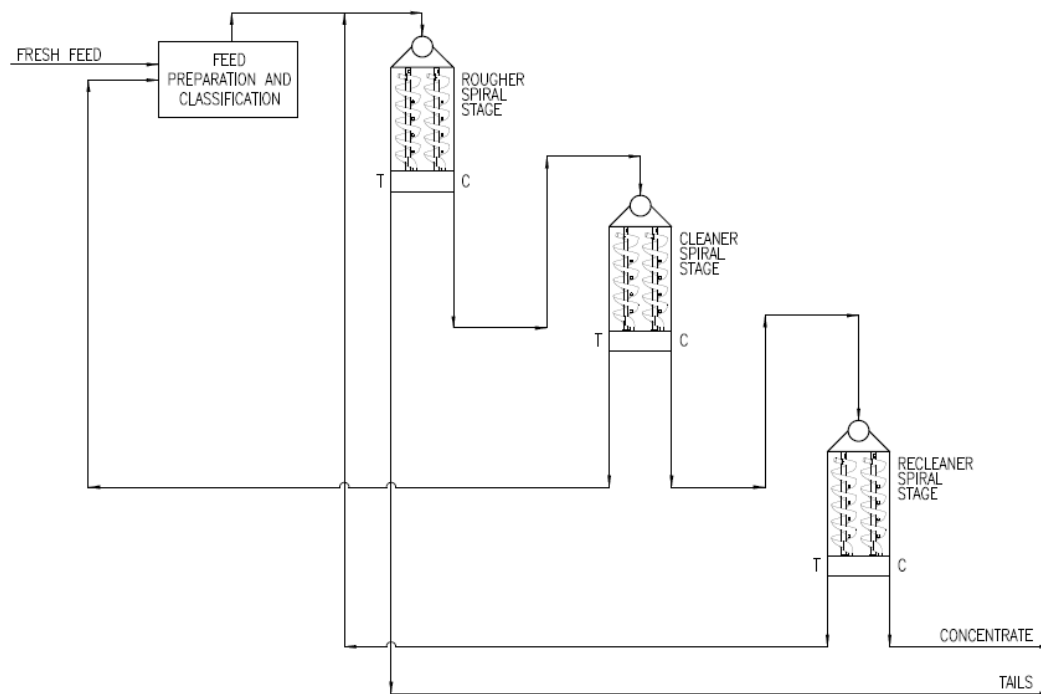 FRESH FEED
FEED
PREPARATION AND
CLASSIFICATION
ROUGHER
SPIRAL
STAGE
T
C
CLEANER
SPIRAL
STAGE
T
C
RECLEANER
SPIRAL
STAGE
T
C
CONCENTRATE
TAILS